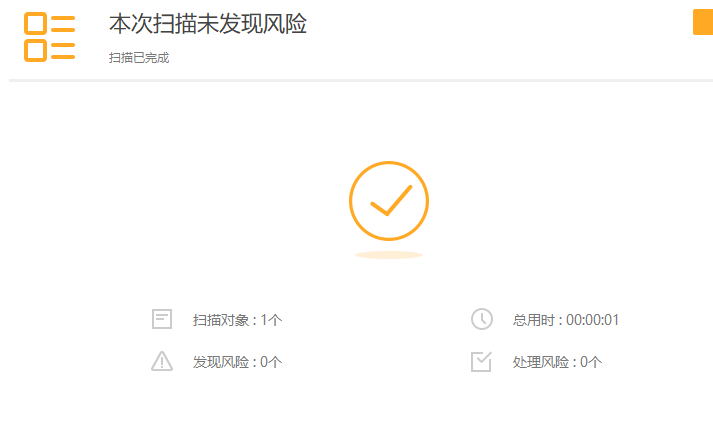 本次扫描未发现风险
扫描已完成
扫描对象 : 1个
总用时 : 00:00:01
发现风险 : 0个
处理风险 : 0个